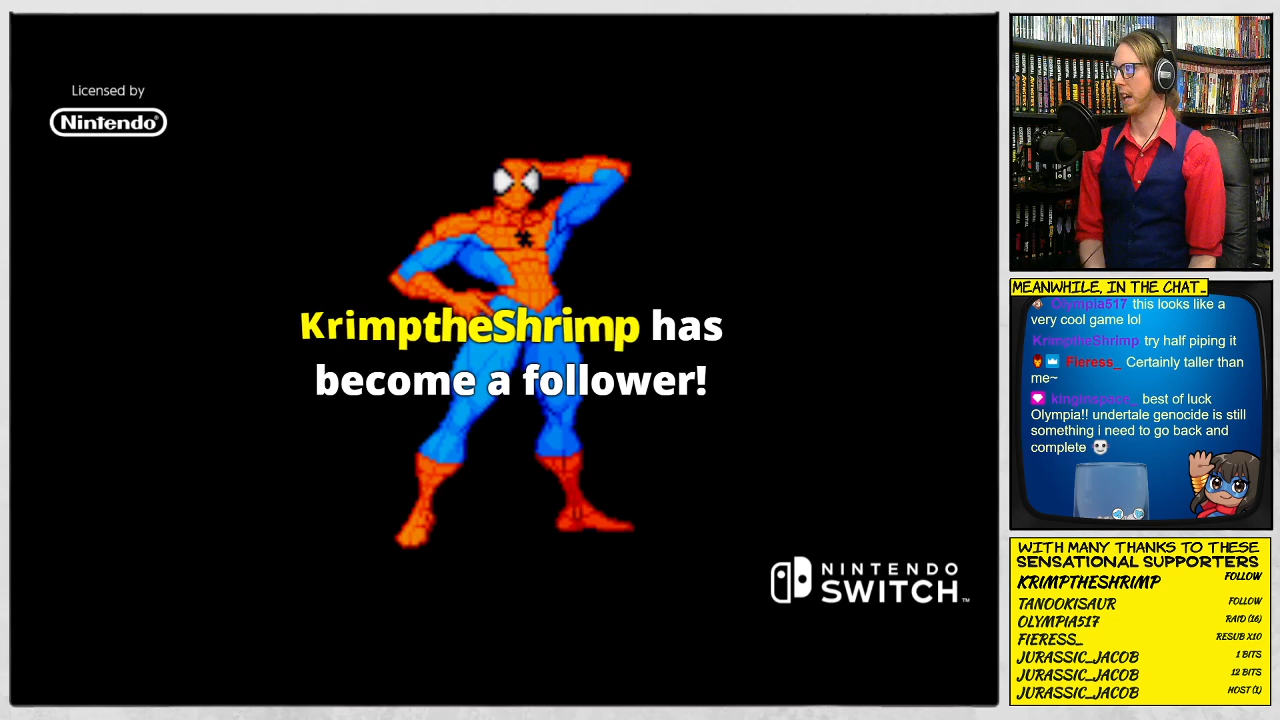 Licensed by
Nintendo
KrimptheShrimp has
become a follower!
NINTENDO
SWITCH
MEANWHILE, IN THE CHAT...
Olympia517 this looks like a
very cool game lol
KrimptheShrimp try half piping it
Fieress_ Certainly taller than
me~
kinginspace_ best of luck
Olympia!! undertale genocide is still
something i need to go back and
complete
WITH MANY THANKS TO THESE
SENSATIONAL SUPPORTERS
KRIMPTHESHRIMP FOLLOW
TANOOKISAUR FOLLOW
OLYMPIA517 RAID (16)
FIERESS_ RESUB X10
JURASSIC_JACOB 1 BITS
JURASSIC_JACOB 12 BITS
JURASSIC_JACOB HOST (1)